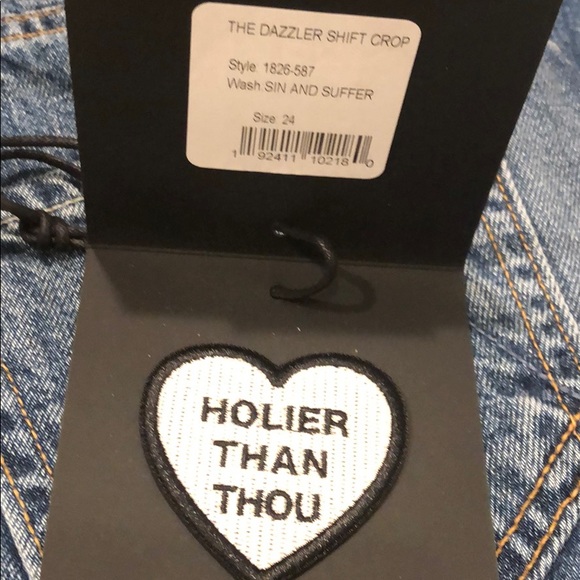 THE DAZZLER SHIFT CROP
Style: 1826-587
Wash:SIN AND SUFFER
Size: 24
1 92411 10218 0
HOLIER
THAN
THOU